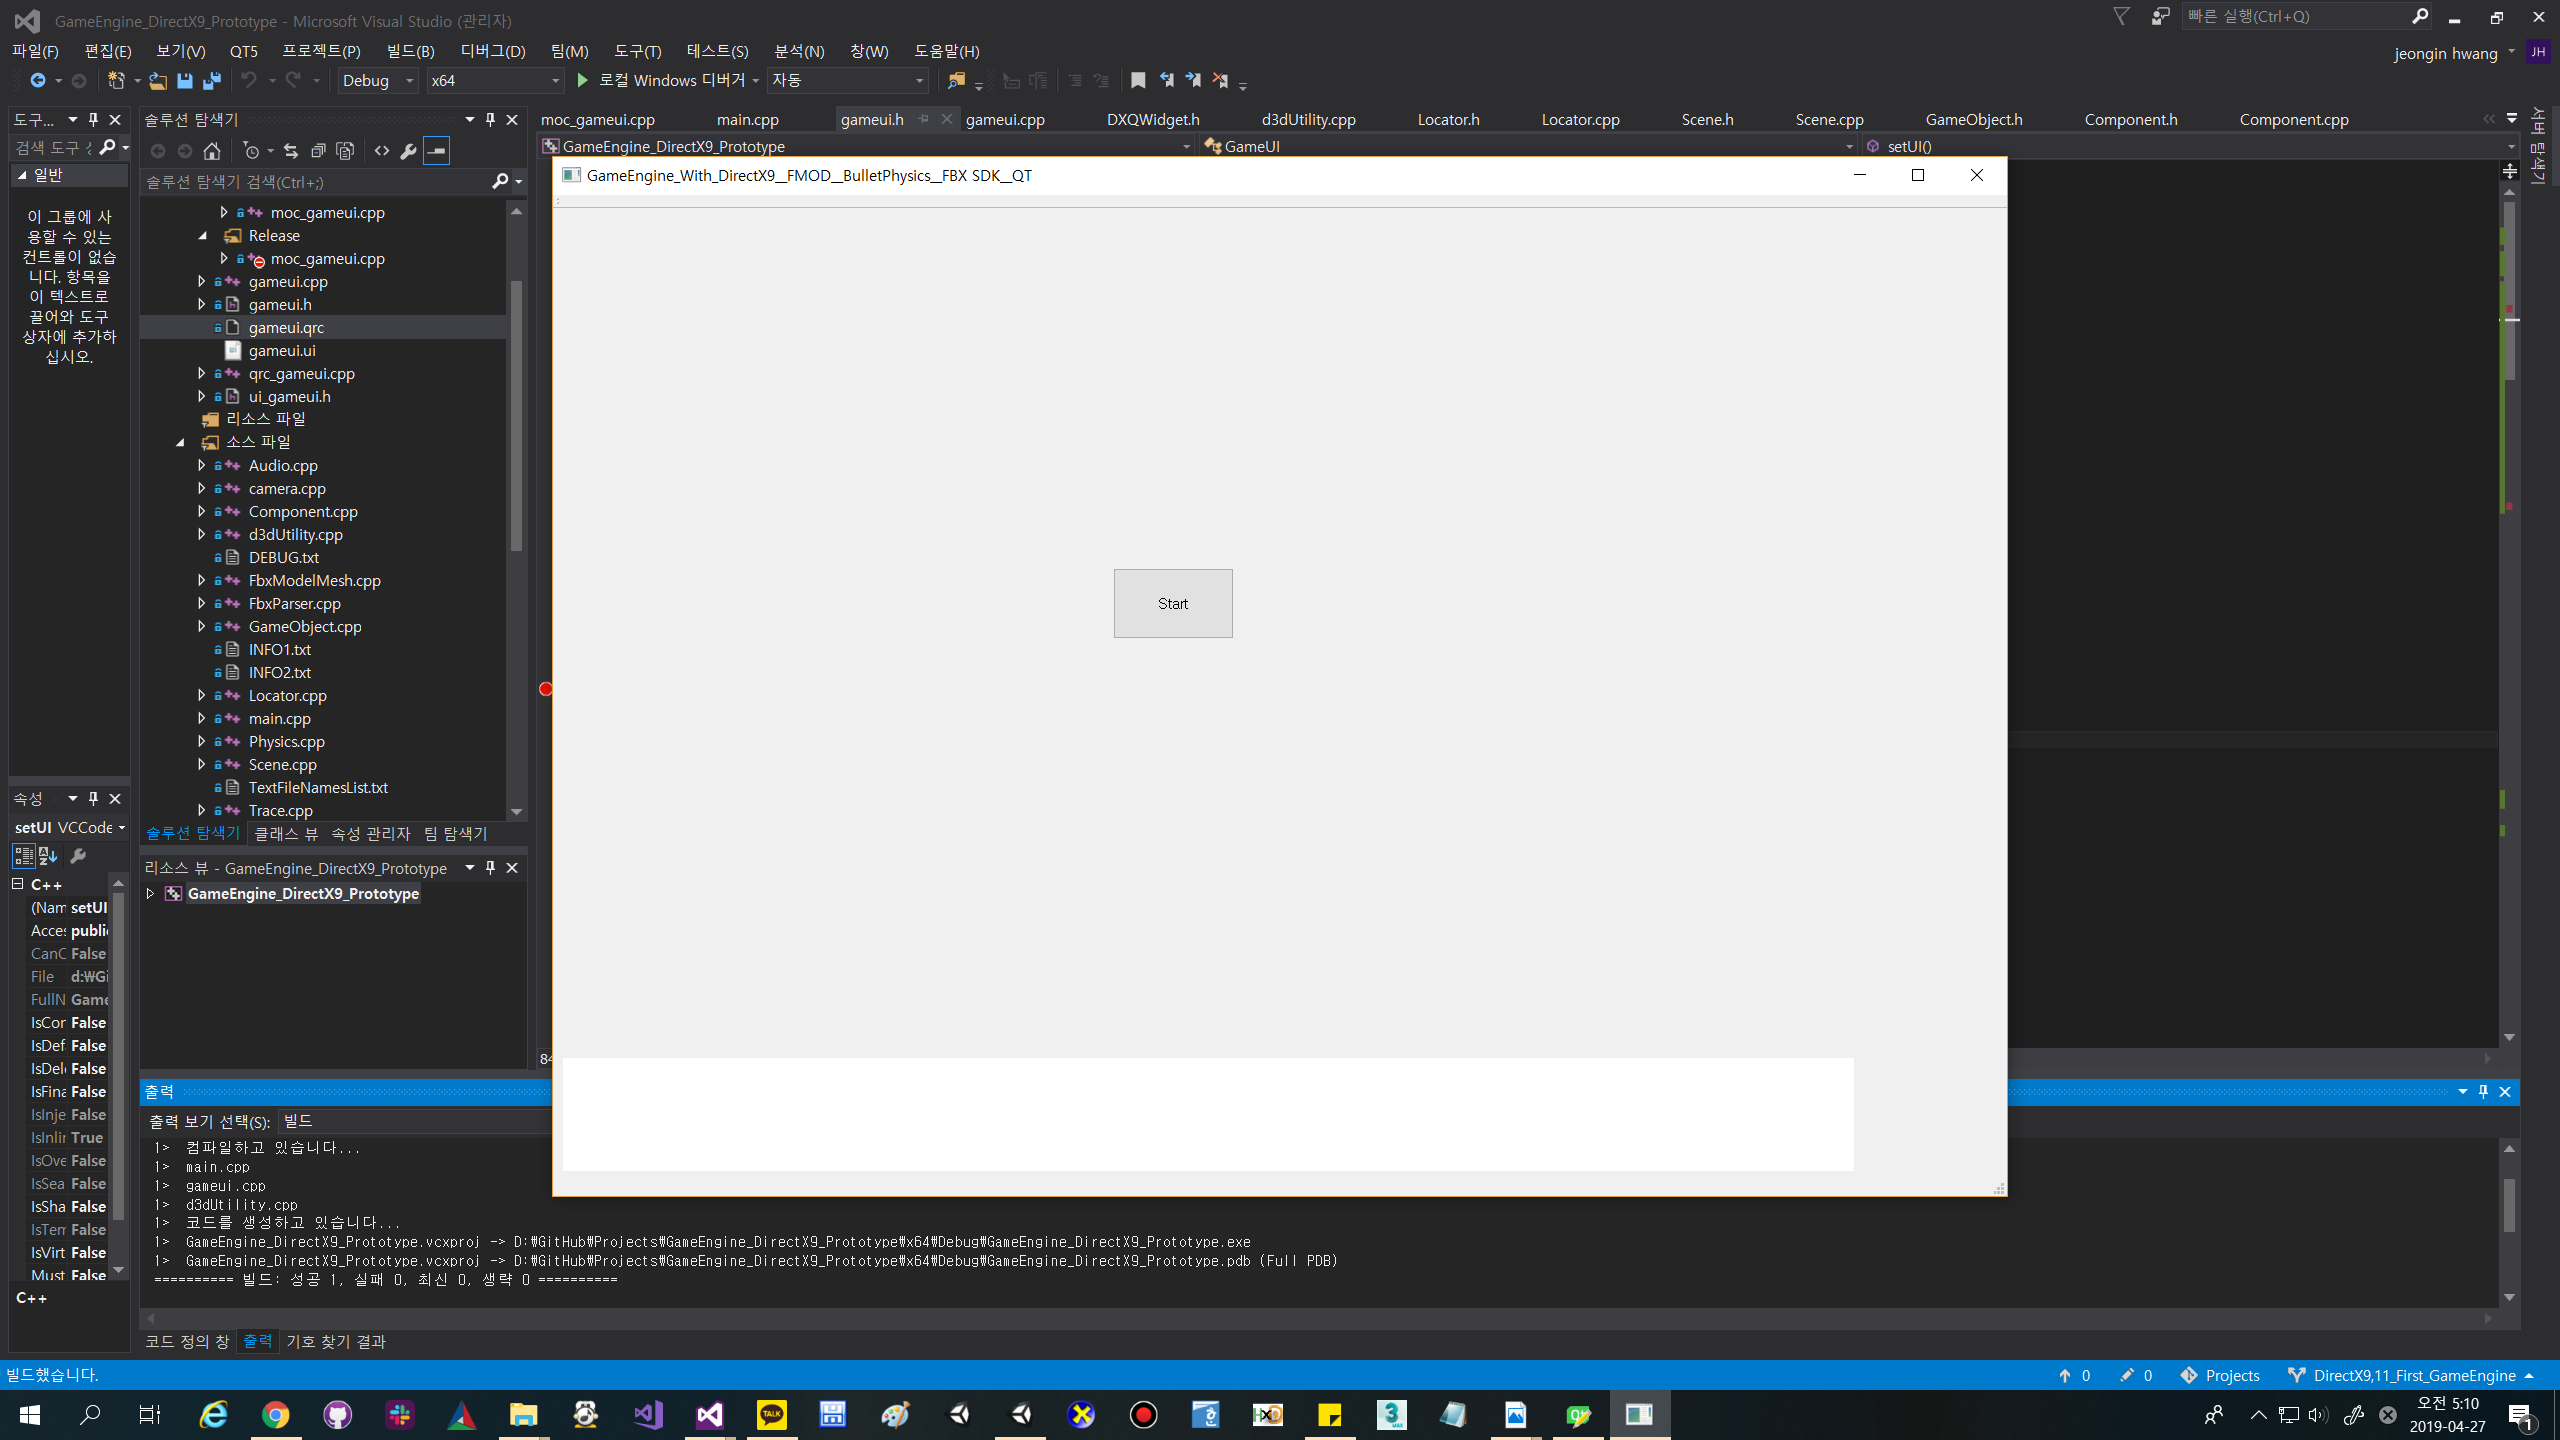 GameEngine_DirectX9_Prototype - Microsoft Visual Studio (관리자)
빠른 실행(Ctrl+Q)
파일(F) 편집(E) 보기(V) QT5 프로젝트(P) 빌드(B) 디버그(D) 팀(M) 도구(T) 테스트(S) 분석(N) 창(W) 도움말(H)
jeongin hwang JH
Debug x64 로컬 Windows 디버거 자동
도구...
검색 도구
일반
이 그룹에 사
용할 수 있는
컨트롤이 없습
니다. 항목을
이 텍스트로
끌어와 도구
상자에 추가하
십시오.
솔루션 탐색기
솔루션 탐색기 검색(Ctrl+;)
moc_gameui.cpp
Release
moc_gameui.cpp
gameui.cpp
gameui.h
gameui.qrc
gameui.ui
qrc_gameui.cpp
ui_gameui.h
리소스 파일
소스 파일
Audio.cpp
camera.cpp
Component.cpp
d3dUtility.cpp
DEBUG.txt
FbxModelMesh.cpp
FbxParser.cpp
GameObject.cpp
INFO1.txt
INFO2.txt
Locator.cpp
main.cpp
Physics.cpp
Scene.cpp
TextFileNamesList.txt
Trace.cpp
솔루션 탐색기 클래스 뷰 속성 관리자 팀 탐색기
moc_gameui.cpp main.cpp gameui.h gameui.cpp DXQWidget.h d3dUtility.cpp Locator.h Locator.cpp Scene.h Scene.cpp GameObject.h Component.h Component.cpp
서버 탐색기
GameEngine_DirectX9_Prototype GameUI setUI()
GameEngine_With_DirectX9__FMOD__BulletPhysics__FBX SDK__QT
Start
84
속성
setUI VCCode
C++
(Nam setUI
Acces public
CanC False
File d:\Gi
FullN Game
IsCor False
IsDef False
IsDele False
IsFina False
IsInje False
IsInlin True
IsOve False
IsSea False
IsSha False
IsTem False
IsVirt False
Must False
C++
리소스 뷰 - GameEngine_DirectX9_Prototype
GameEngine_DirectX9_Prototype
출력
출력 보기 선택(S): 빌드
1> 컴파일하고 있습니다...
1> main.cpp
1> gameui.cpp
1> d3dUtility.cpp
1> 코드를 생성하고 있습니다...
1> GameEngine_DirectX9_Prototype.vcxproj -> D:₩GitHub₩Projects₩GameEngine_DirectX9_Prototype₩x64₩Debug₩GameEngine_DirectX9_Prototype.exe
1> GameEngine_DirectX9_Prototype.vcxproj -> D:₩GitHub₩Projects₩GameEngine_DirectX9_Prototype₩x64₩Debug₩GameEngine_DirectX9_Prototype.pdb (Full PDB)
========== 빌드: 성공 1, 실패 0, 최신 0, 생략 0 ==========
코드 정의 창 출력 기호 찾기 결과
빌드했습니다.
0 0 Projects DirectX9,11_First_GameEngine
TALK
오전 5:10
2019-04-27
1